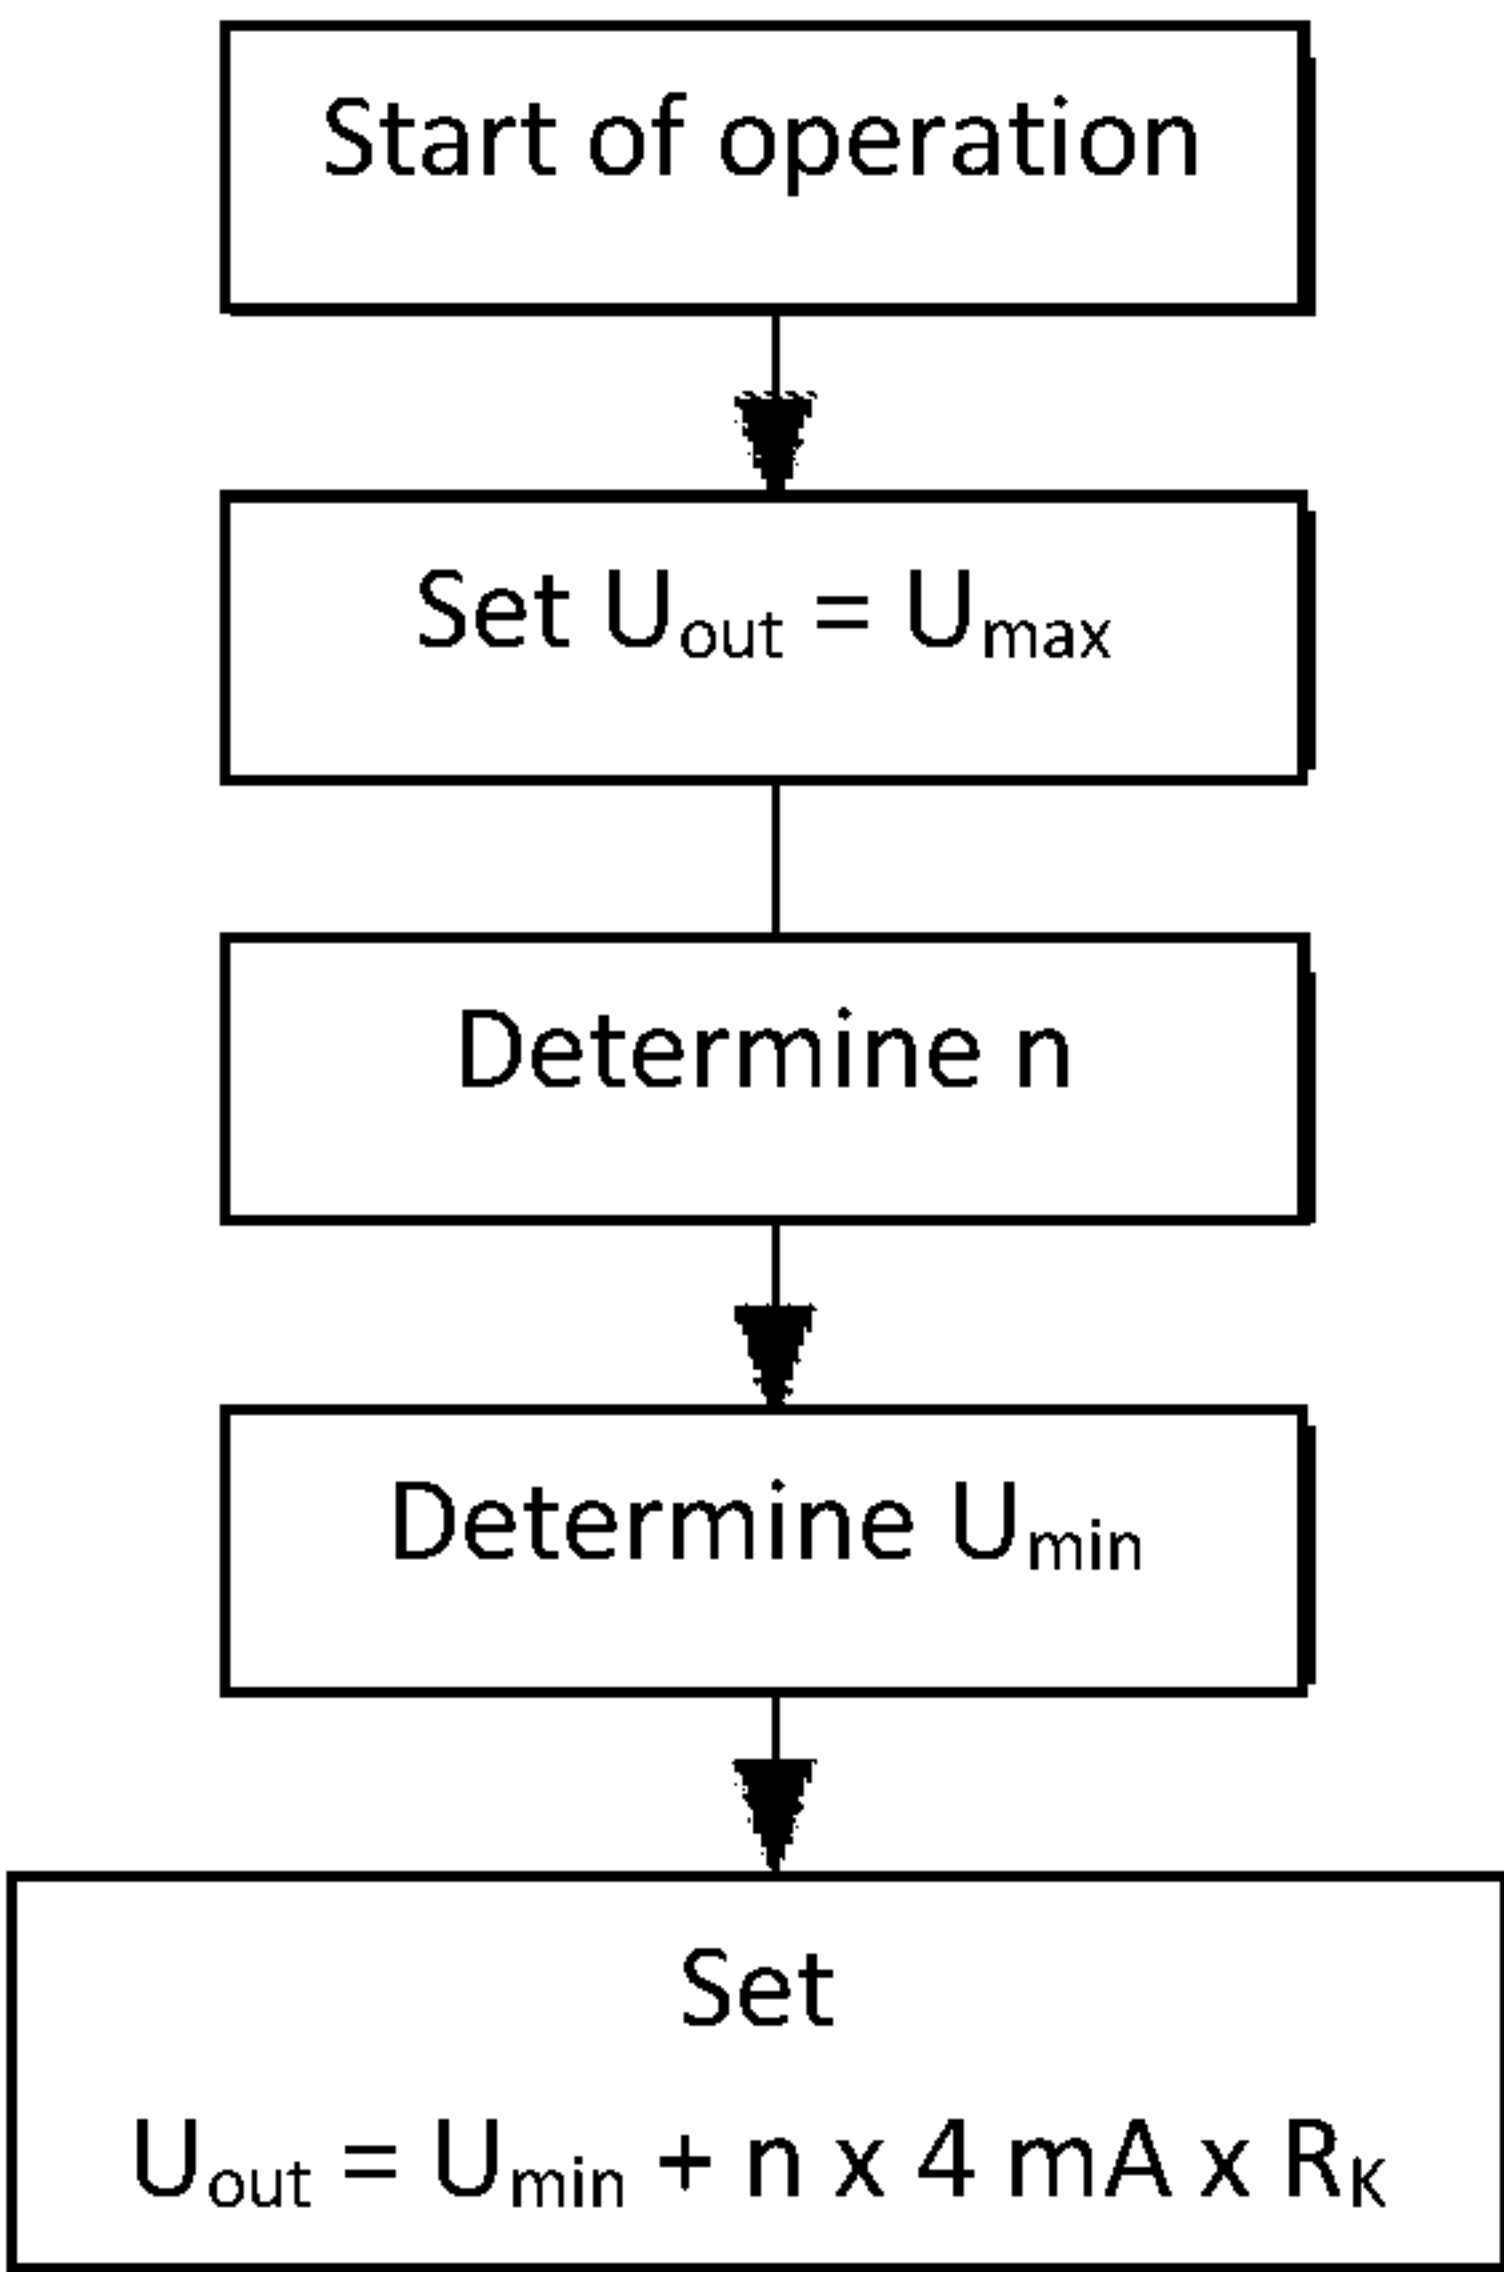 Start of operation
Set Uout = Umax
Determine n
Determine Umin
Set
Uout = Umin + n x 4 mA x RK